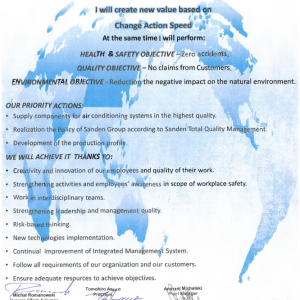 I will create new value based on
Change Action Speed
At the same time I will perform:
HEALTH & SAFETY OBJECTIVE – Zero accidents,
QUALITY OBJECTIVE – No claims from Customers,
ENVIRONMENTAL OBJECTIVE – Reduction the negative impact on the natural environment.
OUR PRIORITY ACTIONS:
• Supply components for air conditioning systems in the highest quality.
• Realization the Policy of Sanden Group according to Sanden Total Quality Management.
• Development of the production profile.
WE WILL ACHIEVE IT THANKS TO:
• Creativity and innovation of our employees and quality of their work.
• Strengthening activities and employees' awareness in scope of workplace safety.
• Work in interdisciplinary teams.
• Strengthening leadership and management quality.
• Risk-based thinking.
• New technologies implementation.
• Continual improvement of Integrated Management System.
• Follow all requirements of our organization and our customers.
• Ensure adequate resources to achieve objectives.
Michał Romanowski
Tomohiro